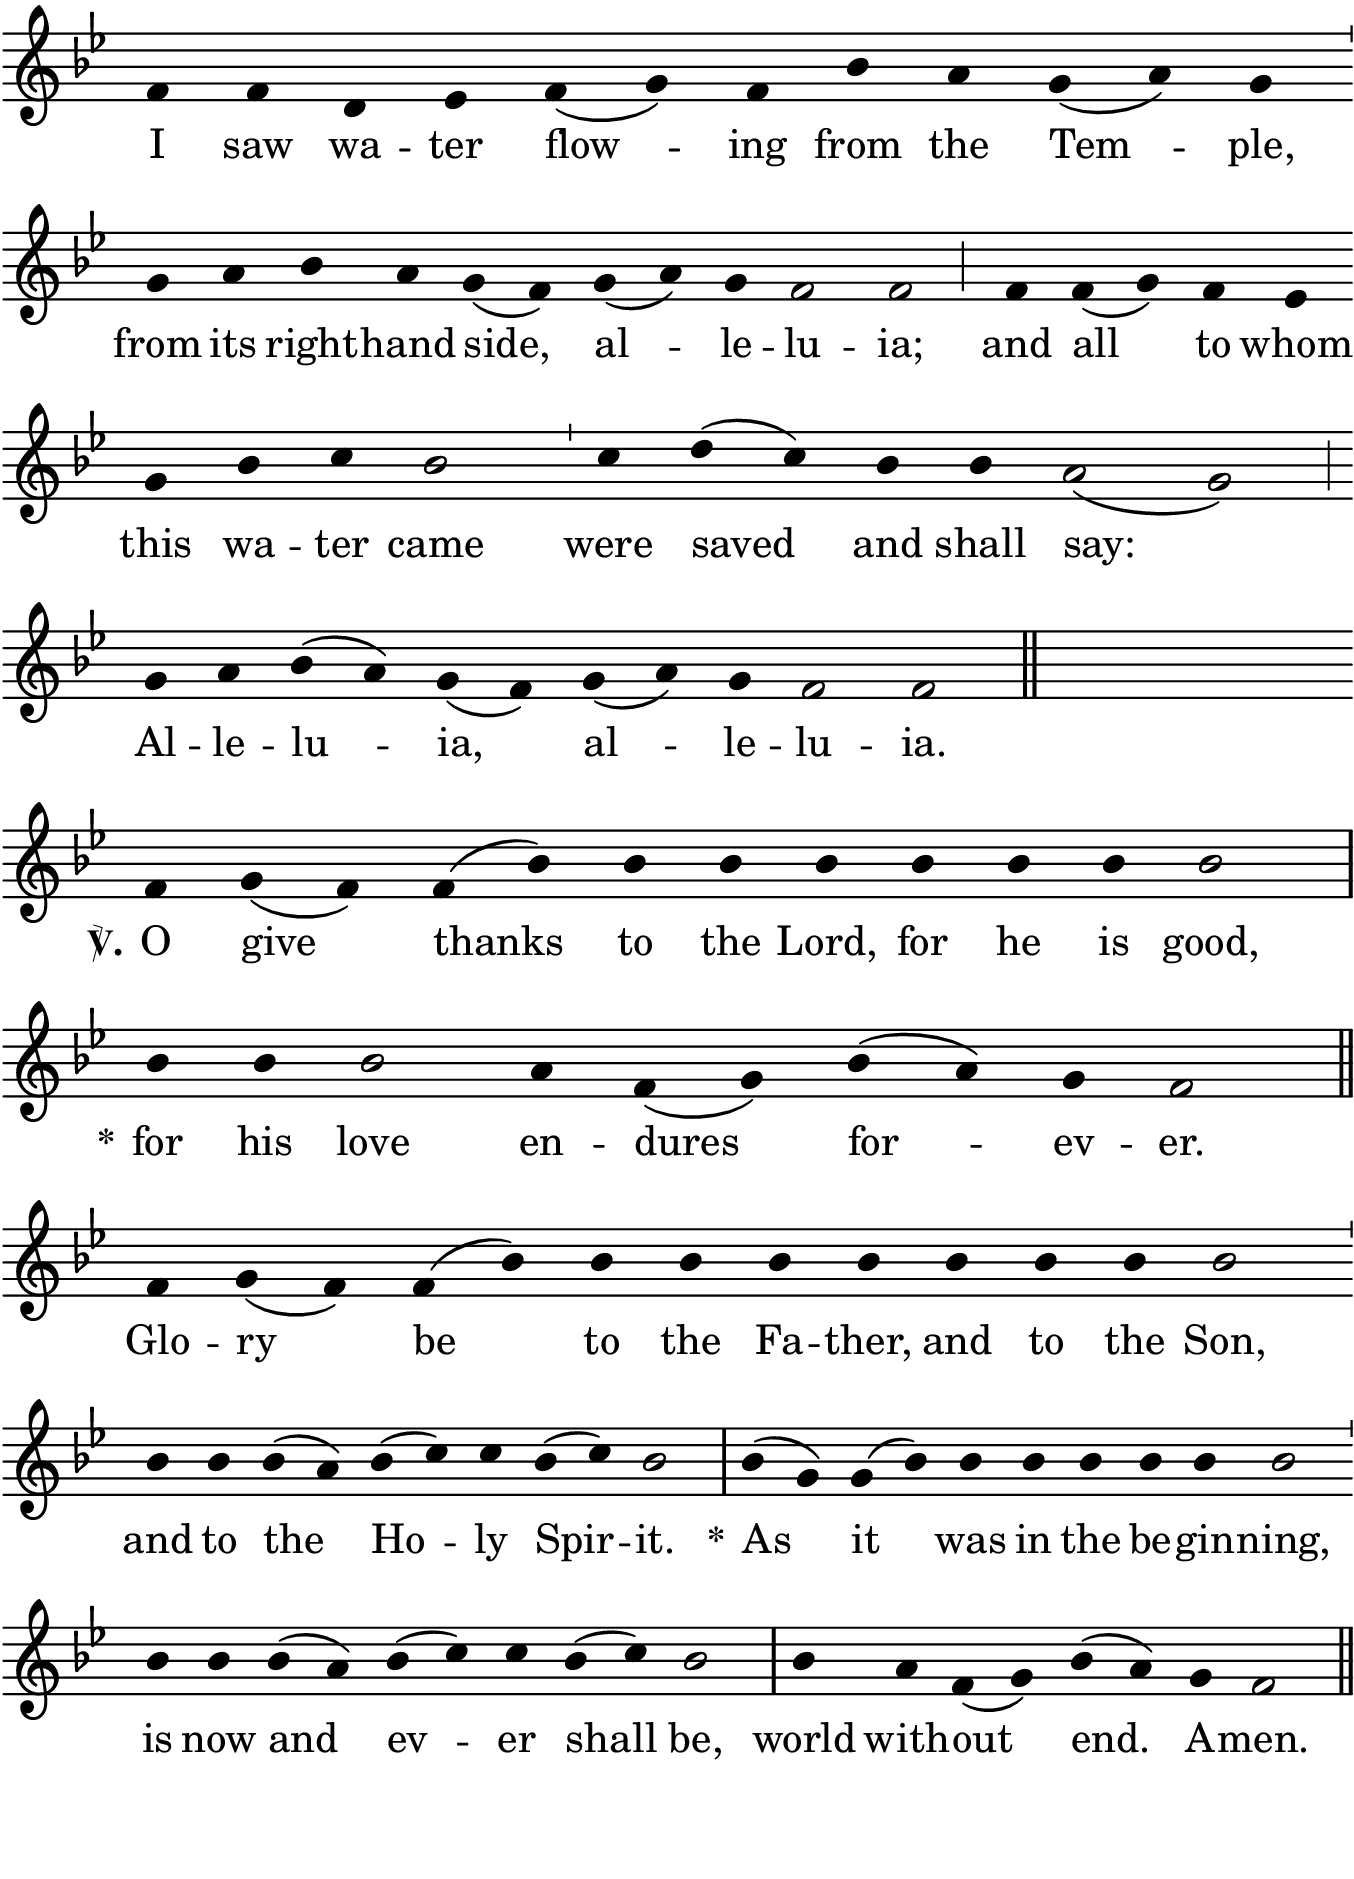 I saw wa - ter flow - ing from the Tem - ple,
from its right hand side, al - le - lu - ia; and all to whom
this wa - ter came were saved and shall say:
Al - le - lu - ia, al - le - lu - ia.
℣. O give thanks to the Lord, for he is good,
* for his love en - dures for - ev - er.
Glo - ry be to the Fa - ther, and to the Son,
and to the Ho - ly Spir - it. * As it was in the beginning,
is now and ev - er shall be, world without end. Amen.